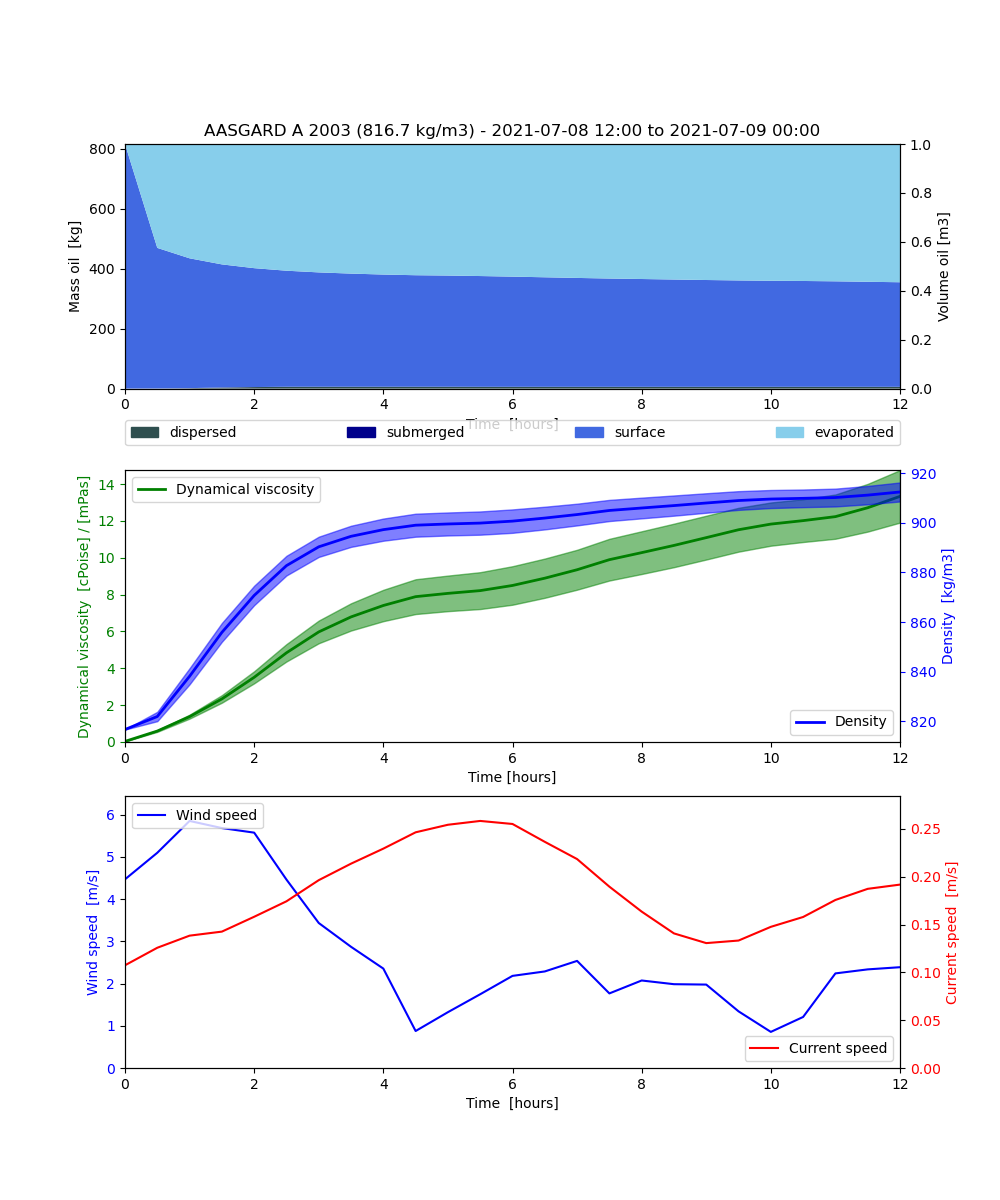 AASGARD A 2003 (816.7 kg/m3) - 2021-07-08 12:00 to 2021-07-09 00:00
Mass oil  [kg]
800
600
400
200
0
1.0
0.8
0.6
0.4
0.2
0.0
Volume oil [m3]
0 2 4 6 8 10 12
Time  [hours]
dispersed submerged surface evaporated
Dynamical viscosity  [cPoise] / [mPas]
14
12
10
8
6
4
2
0
Dynamical viscosity
920
900
880
860
840
820
Density  [kg/m3]
Density
0 2 4 6 8 10 12
Time [hours]
Wind speed  [m/s]
6
5
4
3
2
1
0
Wind speed
0.25
0.20
0.15
0.10
0.05
0.00
Current speed  [m/s]
Current speed
0 2 4 6 8 10 12
Time  [hours]